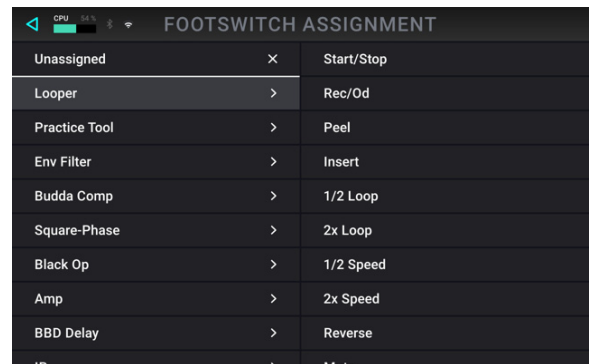 CPU 54%
FOOTSWITCH ASSIGNMENT
Unassigned
Start/Stop
Looper
Rec/Od
Practice Tool
Peel
Env Filter
Insert
Budda Comp
1/2 Loop
Square-Phase
2x Loop
Black Op
1/2 Speed
Amp
2x Speed
BBD Delay
Reverse